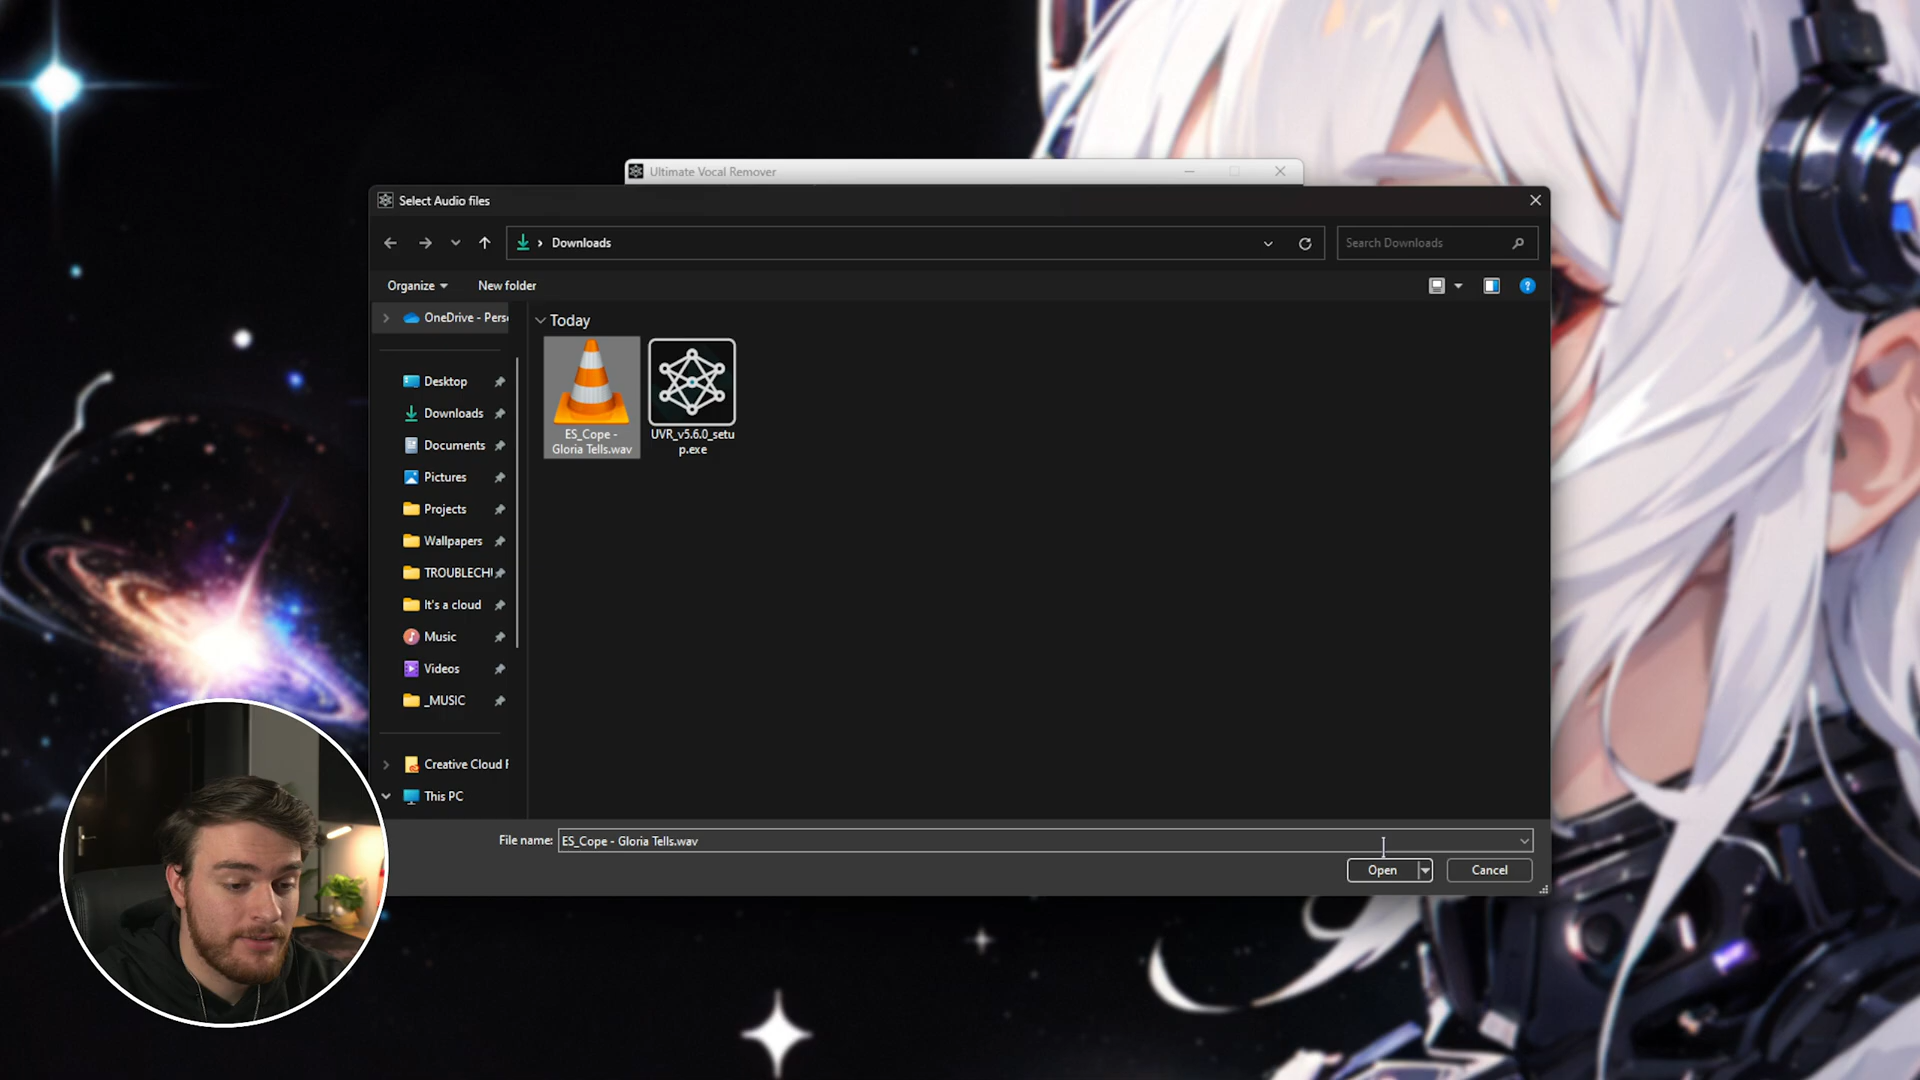 Ultimate Vocal Remover
Select Audio files
Downloads
Search Downloads
Organize
New folder
OneDrive - Pers
Today
Desktop
Downloads
Documents
Pictures
Projects
Wallpapers
TROUBLECH
It's a cloud
Music
Videos
_MUSIC
Creative Cloud F
This PC
ES_Cope -
Gloria Tells.wav
UVR_v5.6.0_setu
p.exe
File name:
ES_Cope - Gloria Tells.wav
Open
Cancel